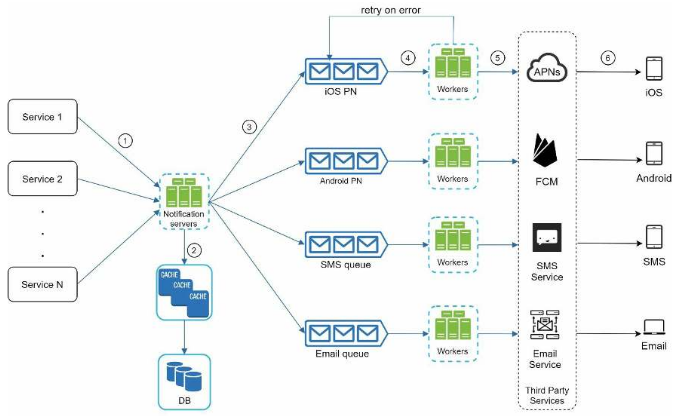 retry on error
4
5
6
iOS PN
Workers
APNs
iOS
Service 1
1
3
Service 2
Notification
servers
Android PN
Workers
FCM
Android
.
.
.
2
Service N
CACHE
CACHE
CACHE
SMS queue
Workers
SMS
Service
SMS
DB
Email queue
Workers
Email
Service
Email
Third Party
Services